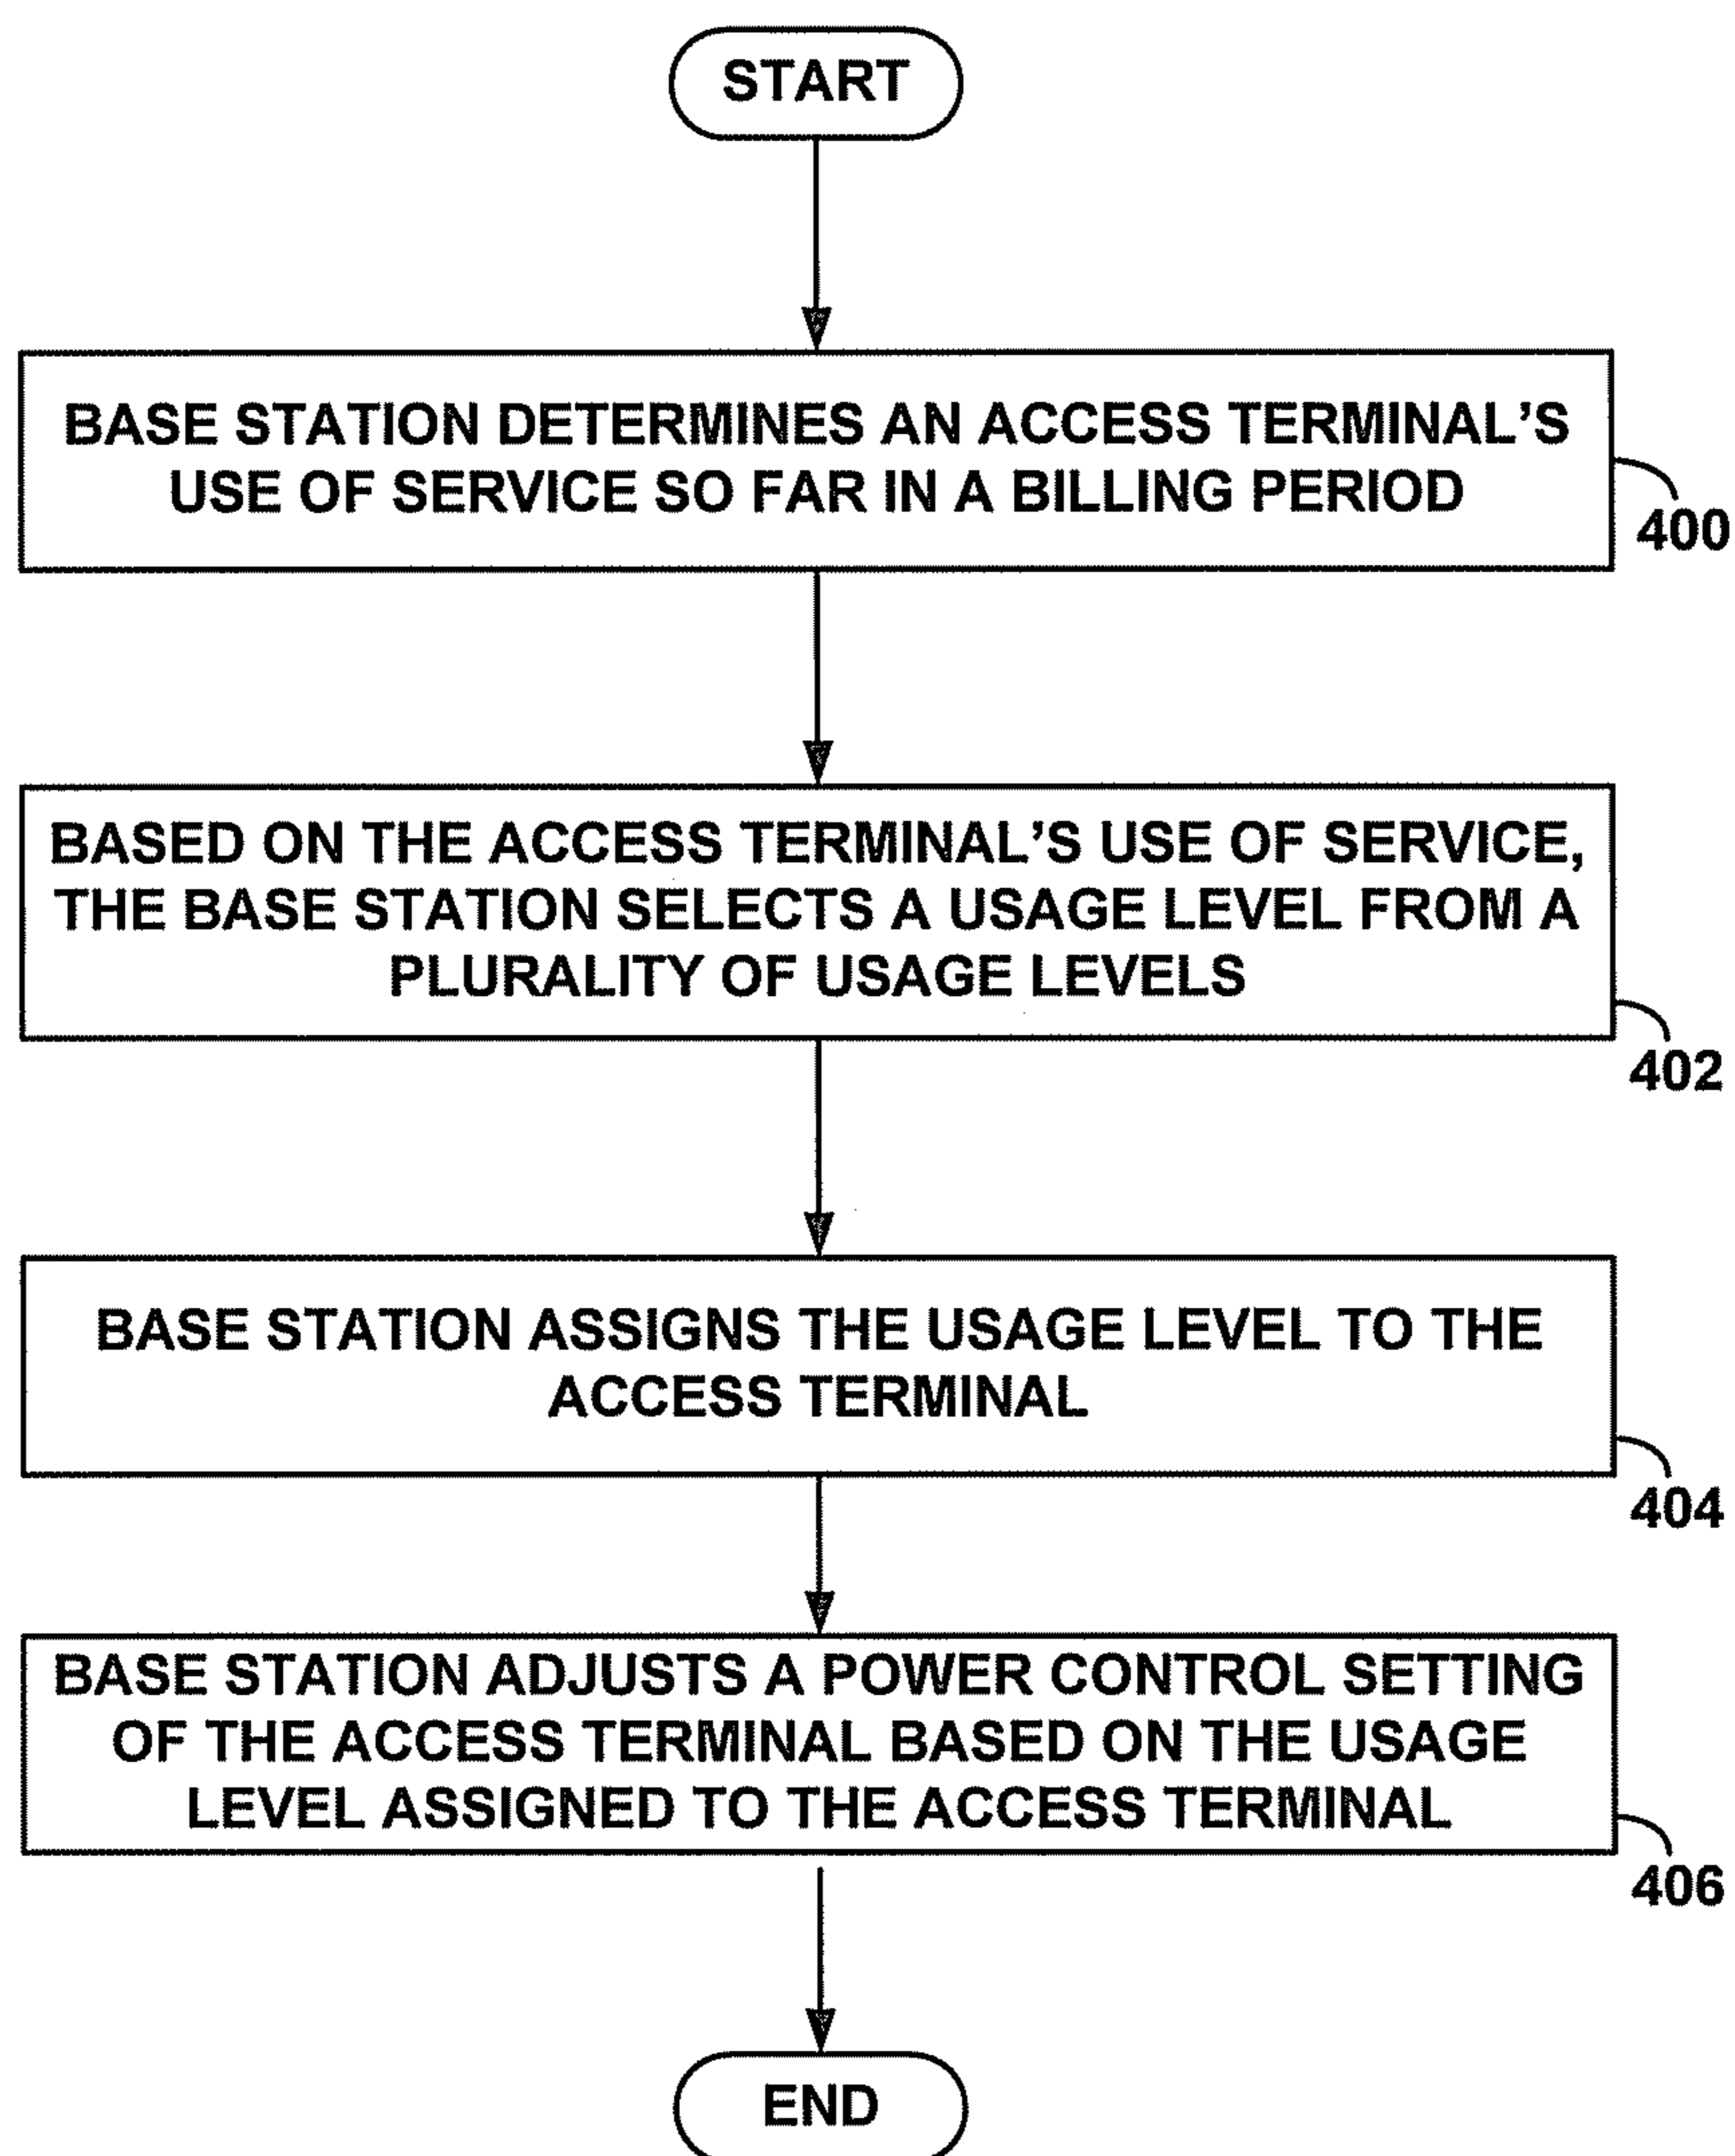 START
BASE STATION DETERMINES AN ACCESS TERMINAL'S
USE OF SERVICE SO FAR IN A BILLING PERIOD
400
BASED ON THE ACCESS TERMINAL'S USE OF SERVICE,
THE BASE STATION SELECTS A USAGE LEVEL FROM A
PLURALITY OF USAGE LEVELS
402
BASE STATION ASSIGNS THE USAGE LEVEL TO THE
ACCESS TERMINAL
404
BASE STATION ADJUSTS A POWER CONTROL SETTING
OF THE ACCESS TERMINAL BASED ON THE USAGE
LEVEL ASSIGNED TO THE ACCESS TERMINAL
406
END